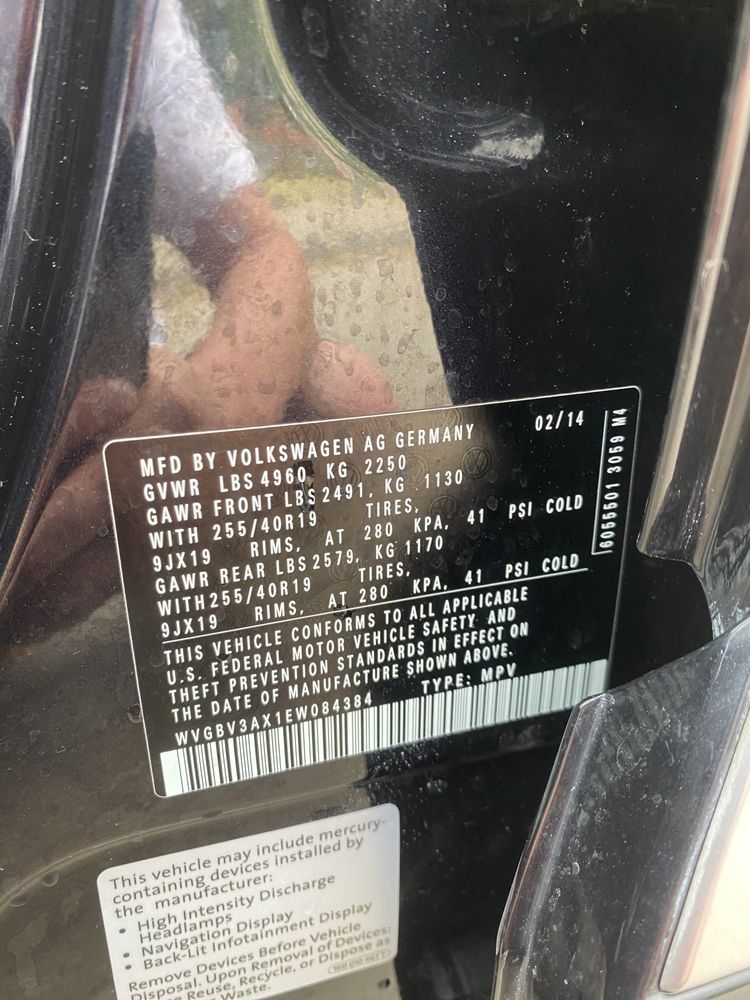 MFD BY VOLKSWAGEN AG GERMANY 02/14
GVWR LBS 4960 KG 2250
GAWR FRONT LBS 2491, KG 1130
WITH 255/40R19 TIRES,
9JX19 RIMS, AT 280 KPA, 41 PSI COLD
GAWR REAR LBS 2579, KG 1170
WITH 255/40R19 TIRES,
9JX19 RIMS, AT 280 KPA, 41 PSI COLD
THIS VEHICLE CONFORMS TO ALL APPLICABLE
U.S. FEDERAL MOTOR VEHICLE SAFETY AND
THEFT PREVENTION STANDARDS IN EFFECT ON
THE DATE OF MANUFACTURE SHOWN ABOVE.
WVGBV3AX1EW084384 TYPE: MPV
6055501 3059 M4
This vehicle may include mercury-
containing devices installed by
the manufacturer:
• High Intensity Discharge
Headlamps
• Navigation Display
• Back-Lit Infotainment Display
Remove Devices Before Vehicle
Disposal. Upon Removal of Devices:
Reuse, Recycle, or Dispose as
Waste.